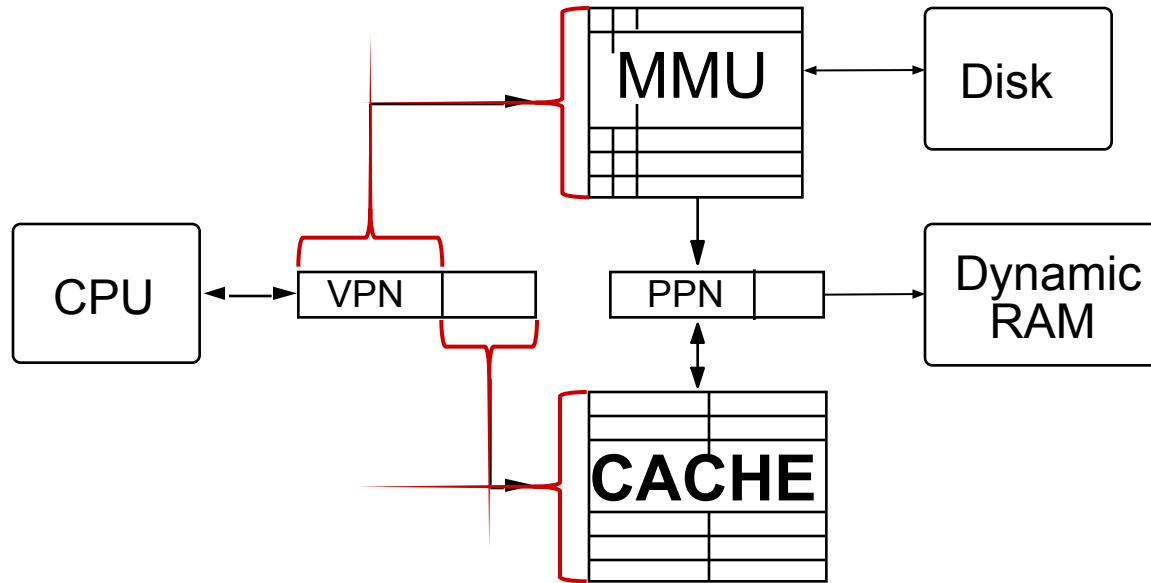 MMU
Disk
CPU
VPN
PPN
Dynamic
RAM
CACHE